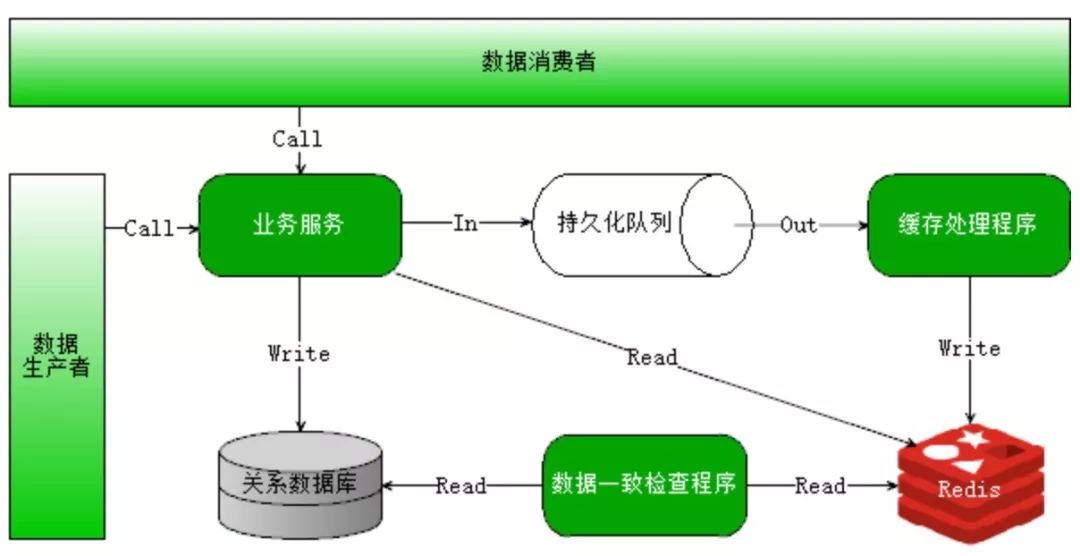 数据消费者
Call
Call
业务服务
In
持久化队列
Out
缓存处理程序
数据
生产者
Write
Read
Write
关系数据库
Read
数据一致检查程序
Read
Redis